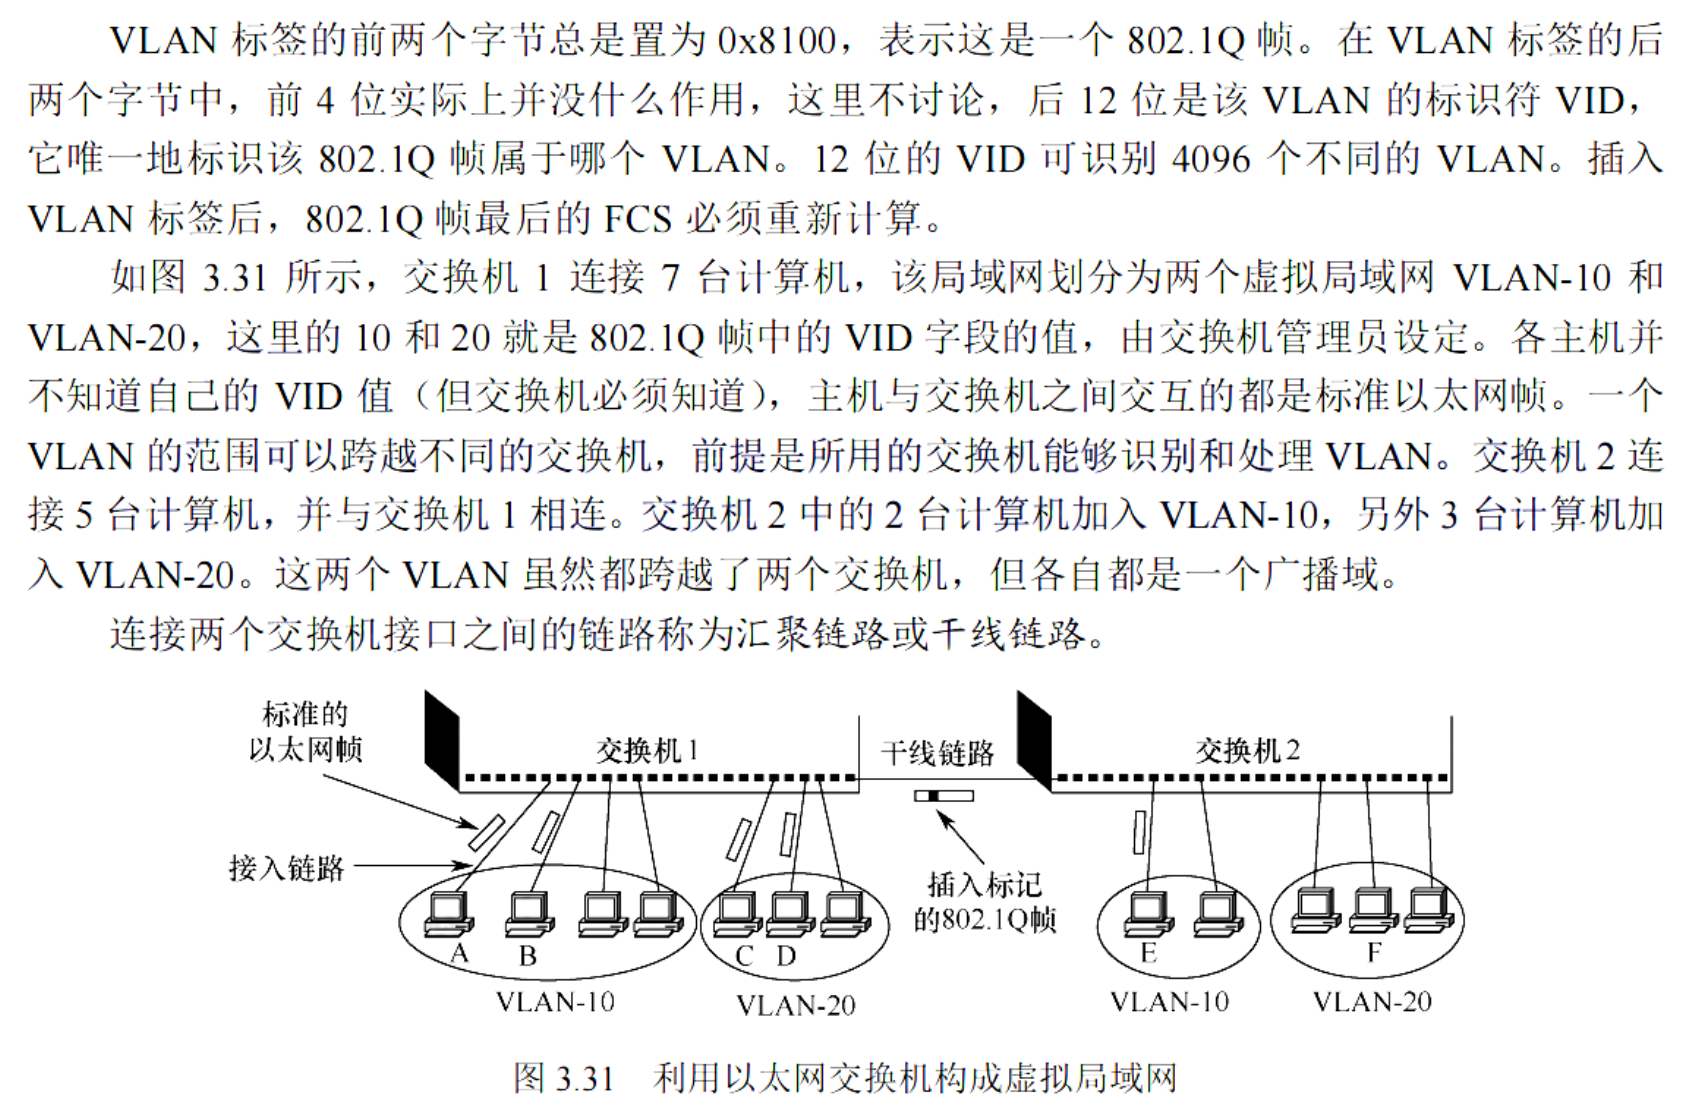 VLAN 标签的前两个字节总是置为 0x8100，表示这是一个 802.1Q 帧。在 VLAN 标签的后
两个字节中，前 4 位实际上并没什么作用，这里不讨论，后 12 位是该 VLAN 的标识符 VID，
它唯一地标识该 802.1Q 帧属于哪个 VLAN。12 位的 VID 可识别 4096 个不同的 VLAN。插入
VLAN 标签后，802.1Q 帧最后的 FCS 必须重新计算。
如图 3.31 所示，交换机 1 连接 7 台计算机，该局域网划分为两个虚拟局域网 VLAN-10 和
VLAN-20，这里的 10 和 20 就是 802.1Q 帧中的 VID 字段的值，由交换机管理员设定。各主机并
不知道自己的 VID 值（但交换机必须知道），主机与交换机之间交互的都是标准以太网帧。一个
VLAN 的范围可以跨越不同的交换机，前提是所用的交换机能够识别和处理 VLAN。交换机 2 连
接 5 台计算机，并与交换机 1 相连。交换机 2 中的 2 台计算机加入 VLAN-10，另外 3 台计算机加
入 VLAN-20。这两个 VLAN 虽然都跨越了两个交换机，但各自都是一个广播域。
连接两个交换机接口之间的链路称为汇聚链路或干线链路。
标准的
以太网帧
交换机 1
干线链路
交换机 2
接入链路
插入标记
的802.1Q帧
A
B
C
D
E
F
VLAN-10
VLAN-20
VLAN-10
VLAN-20
图 3.31 利用以太网交换机构成虚拟局域网